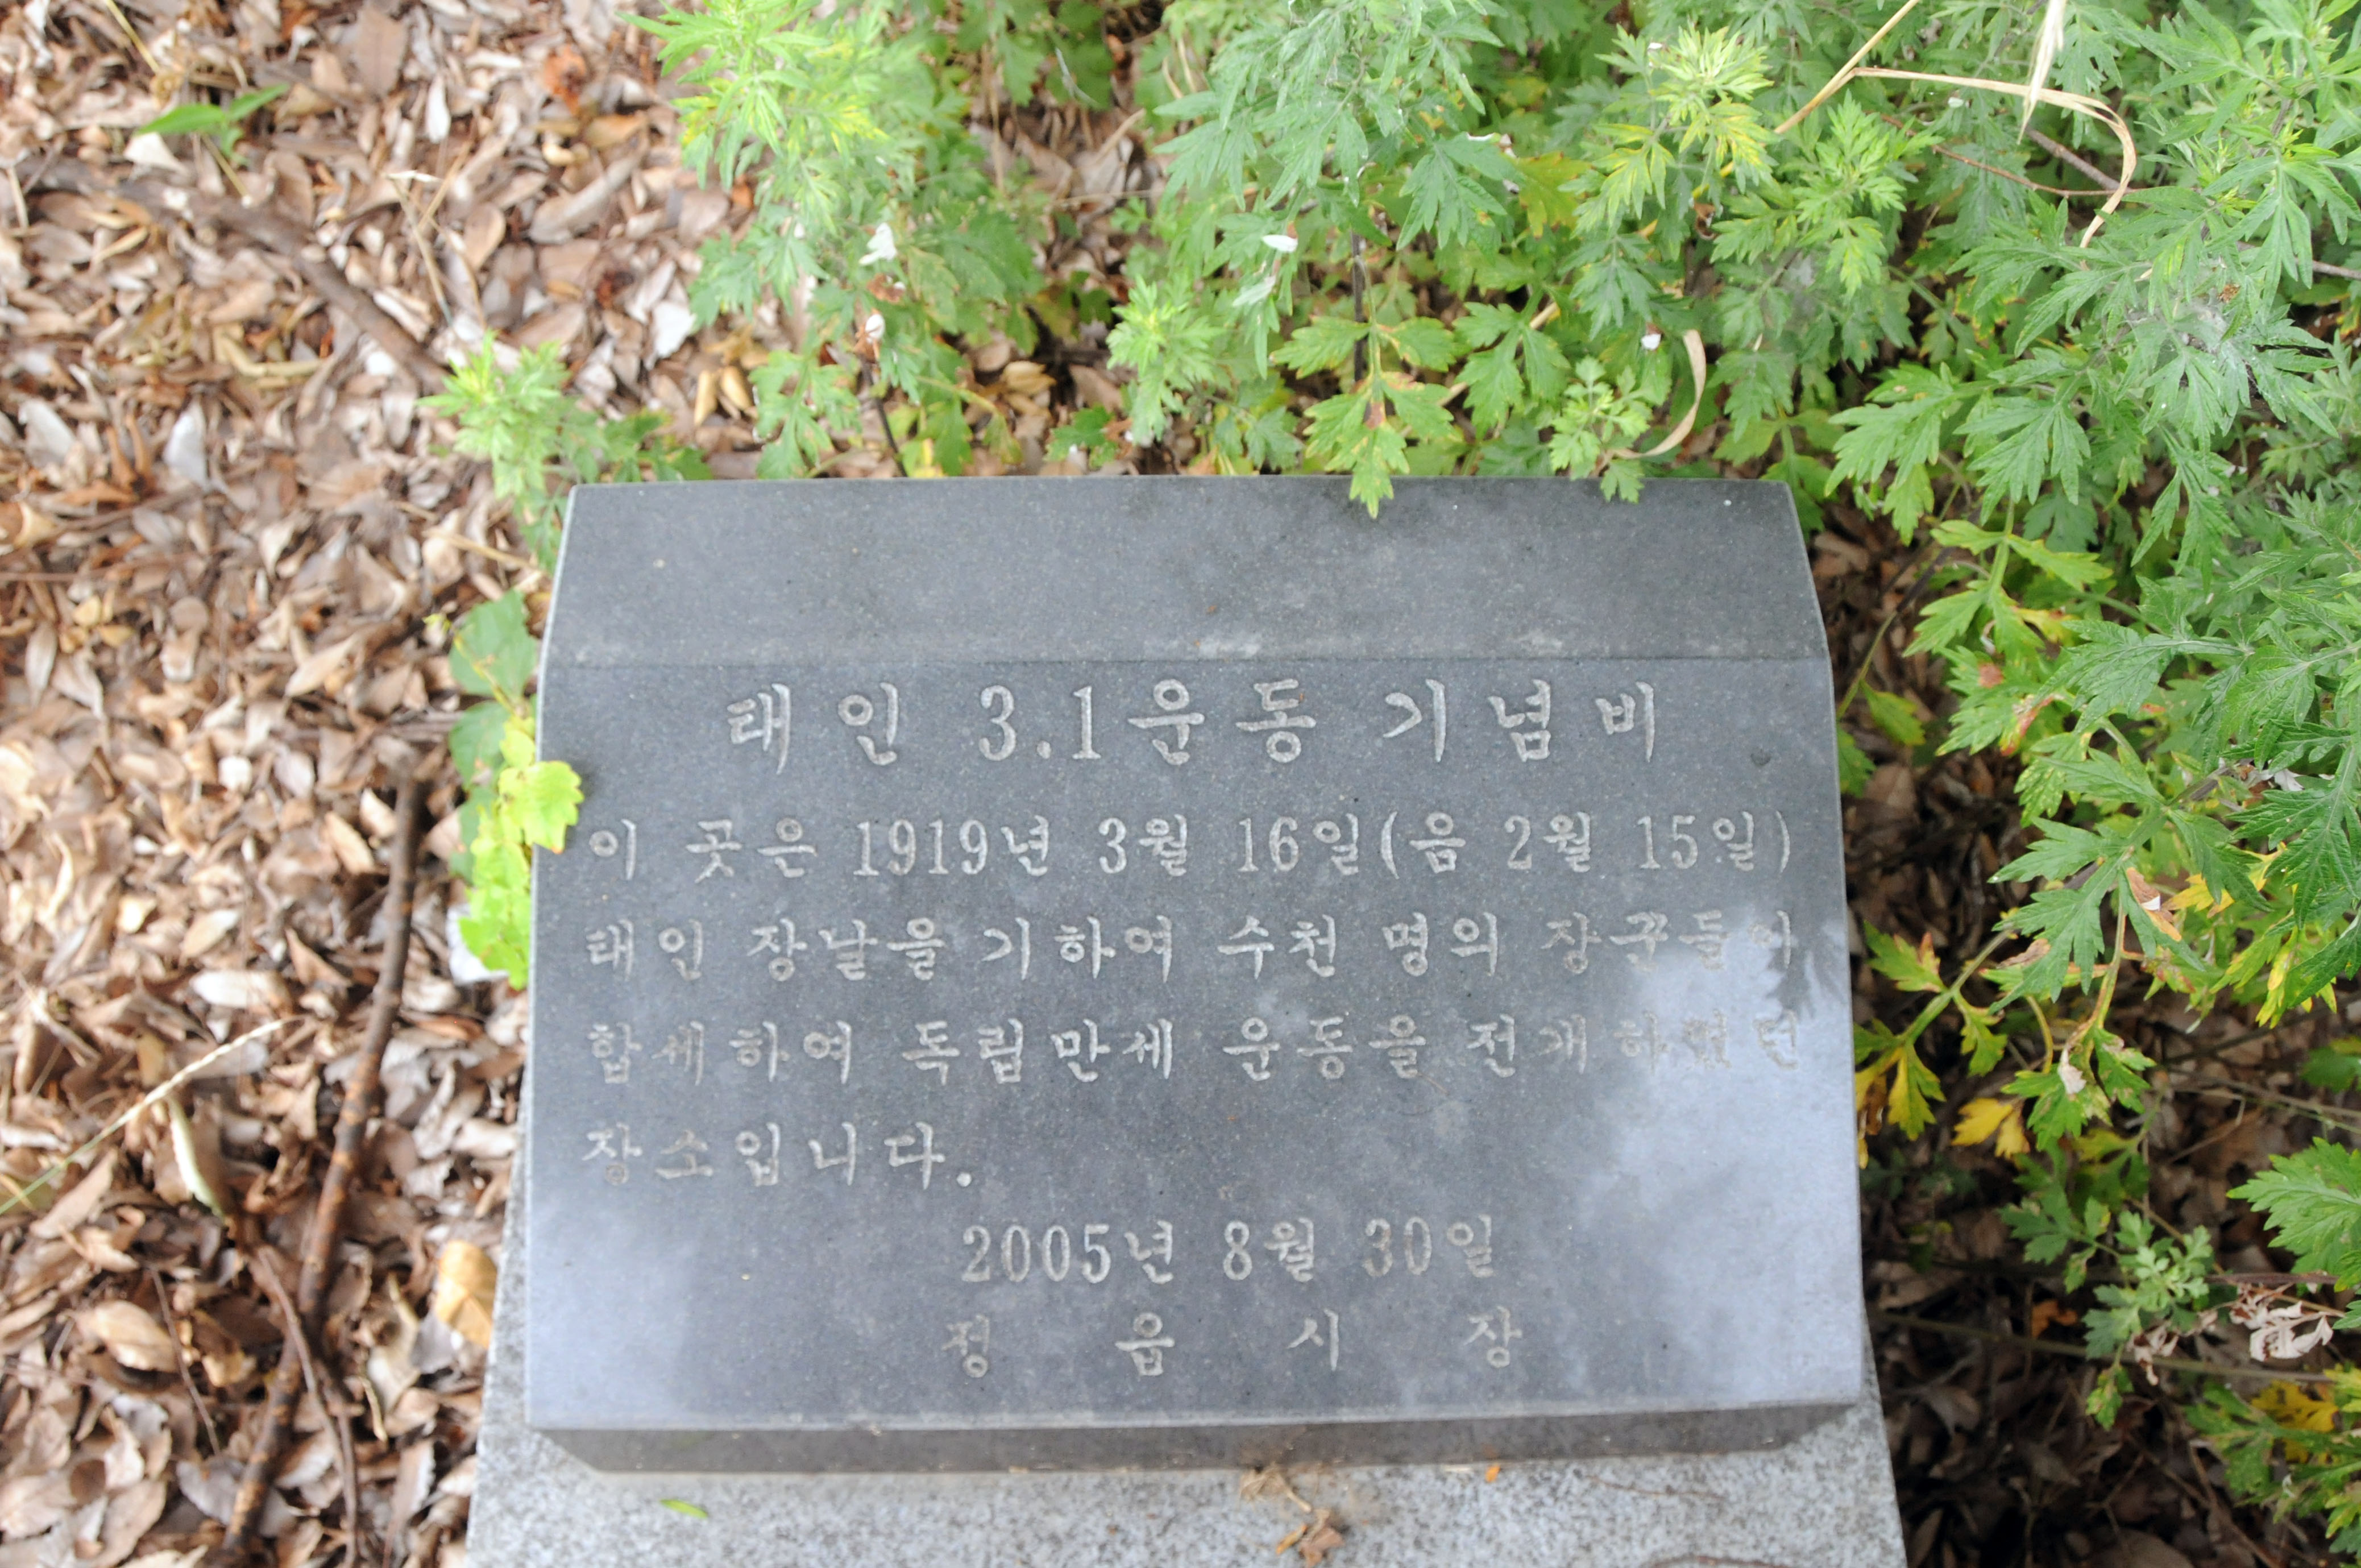 태인 3.1운동 기념비
이 곳은 1919년 3월 16일(음 2월 15일)
태인 장날을 기하여 수천 명의 장꾼들이
합세하여 독립만세 운동을 전개하였던
장소입니다.
2005년 8월 30일
정 읍 시 장